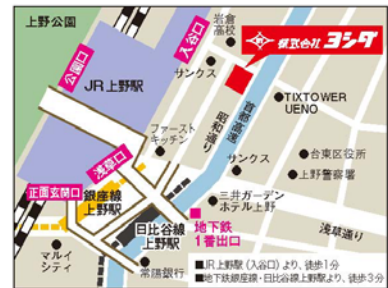 上野公園
岩倉
高校
入谷口
株式会社 ヨシダ
公園口
サンクス
JR上野駅
TIXTOWER
UENO
首都高速
昭和通り
ファースト
キッチン
浅草口
サンクス
台東区役所
上野警察署
正面玄関口
銀座線
上野駅
三井ガーデン
ホテル上野
地下鉄
1番出口
日比谷線
上野駅
浅草通り
マルイ
シティ
常陽銀行
■JR上野駅(入谷口)より、徒歩1分
■地下鉄銀座線・日比谷線上野駅より、徒歩3分